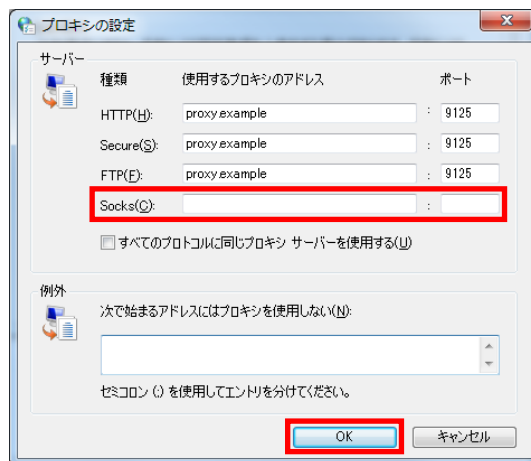 プロキシの設定
サーバー
種類 使用するプロキシのアドレス ポート
HTTP(H): proxy.example : 9125
Secure(S): proxy.example : 9125
FTP(F): proxy.example : 9125
Socks(C): :
すべてのプロトコルに同じプロキシ サーバーを使用する(U)
例外
次で始まるアドレスにはプロキシを使用しない(N):
セミコロン (;) を使用してエントリを分けてください。
OK キャンセル